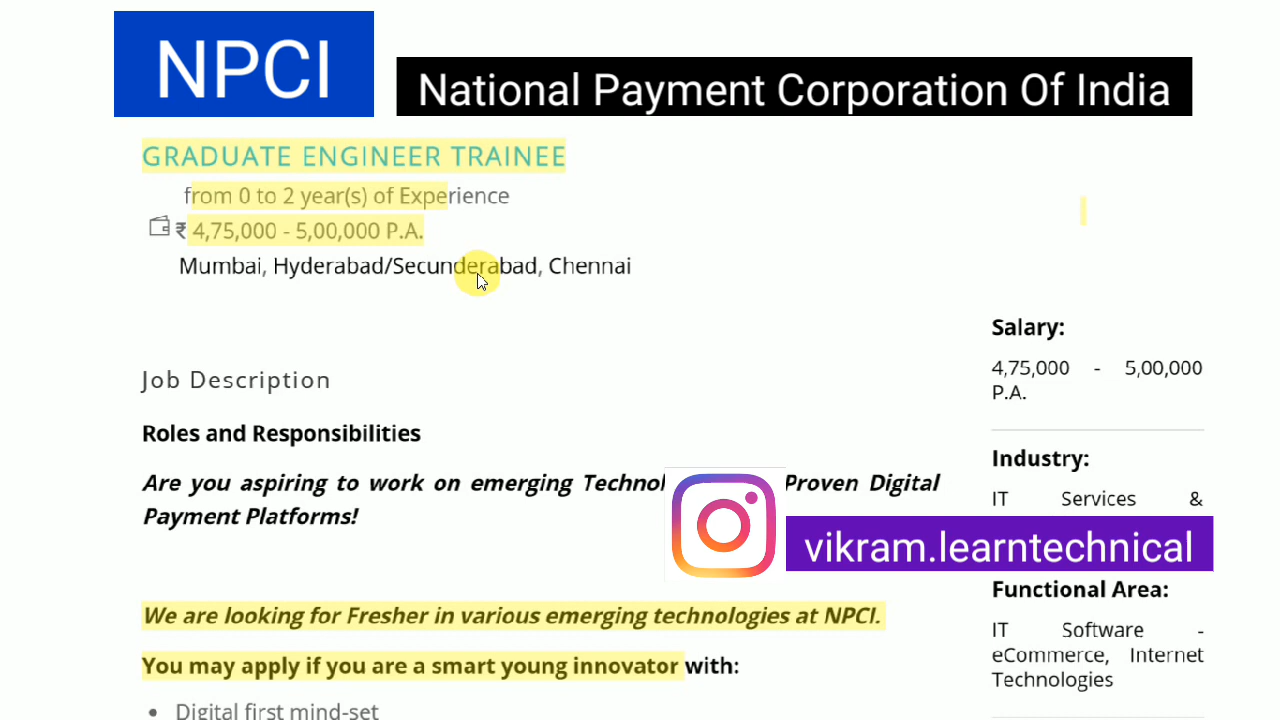 NPCI
National Payment Corporation Of India
GRADUATE ENGINEER TRAINEE
from 0 to 2 year(s) of Experience
₹ 4,75,000 - 5,00,000 P.A.
Mumbai, Hyderabad/Secunderabad, Chennai
Job Description
Roles and Responsibilities
Are you aspiring to work on emerging Proven Digital
Payment Platforms!
We are looking for Fresher in various emerging technologies at NPCI.
You may apply if you are a smart young innovator with:
• Digital first mind-set
Salary:
4,75,000 - 5,00,000
P.A.
Industry:
IT Services &
vikram.learntechnical
Functional Area:
IT Software -
eCommerce, Internet
Technologies